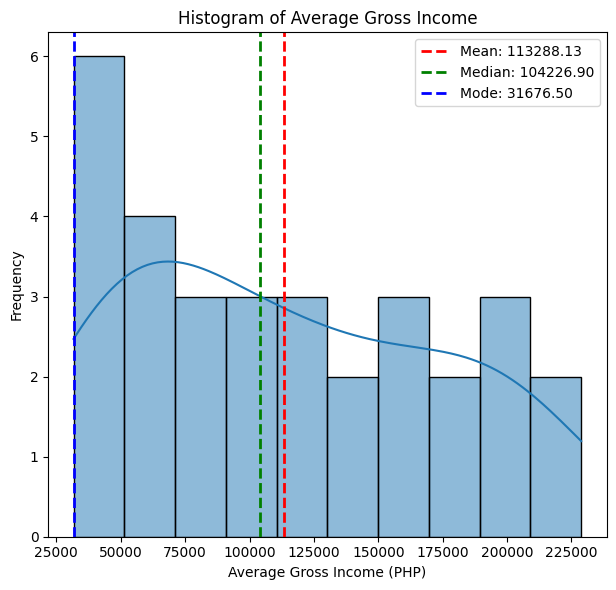 Histogram of Average Gross Income
Mean: 113288.13
Median: 104226.90
Mode: 31676.50
Frequency
6
5
4
3
2
1
0
25000 50000 75000 100000 125000 150000 175000 200000 225000
Average Gross Income (PHP)